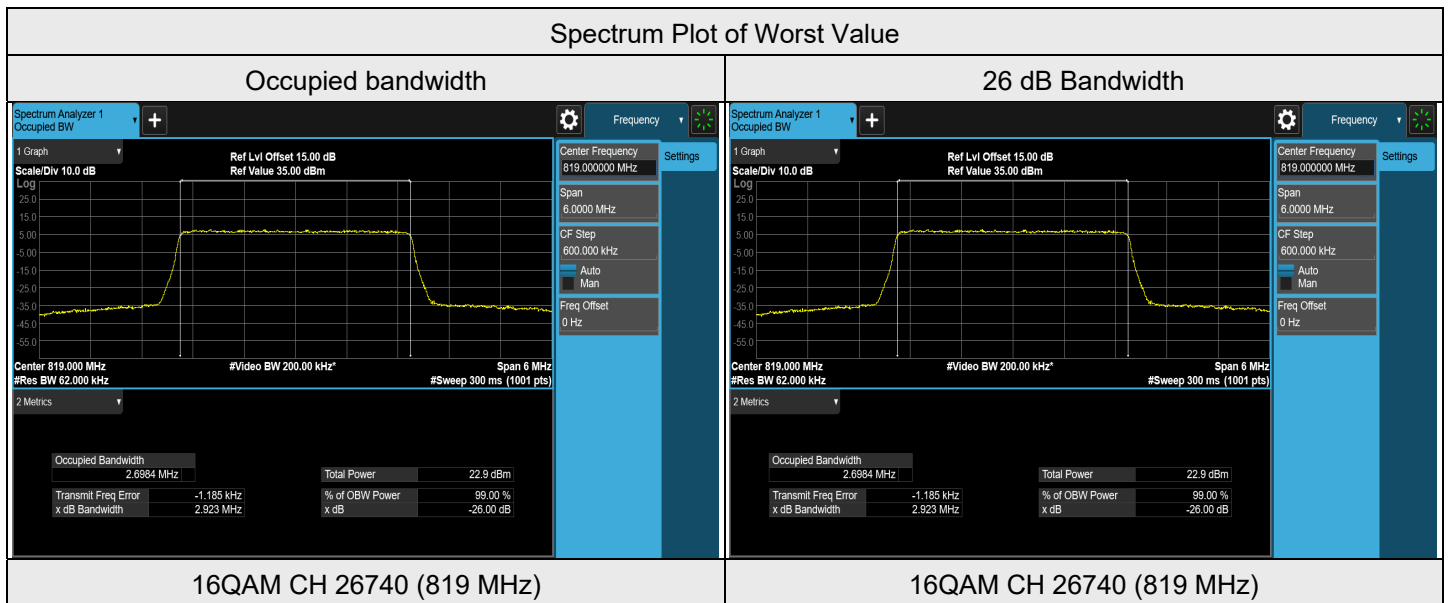 Spectrum Plot of Worst Value
Occupied bandwidth
26 dB Bandwidth
Spectrum Analyzer 1
Occupied BW
+
Frequency
1 Graph
Scale/Div 10.0 dB
Ref Lvl Offset 15.00 dB
Ref Value 35.00 dBm
Log
25.0
15.0
5.00
-5.00
-15.0
-25.0
-35.0
-45.0
-55.0
Center 819.000 MHz
#Res BW 62.000 kHz
#Video BW 200.00 kHz*
Span 6 MHz
#Sweep 300 ms (1001 pts)
Center Frequency
819.000000 MHz
Settings
Span
6.0000 MHz
CF Step
600.000 kHz
Auto
Man
Freq Offset
0 Hz
2 Metrics
Occupied Bandwidth
2.6984 MHz
Transmit Freq Error -1.185 kHz
x dB Bandwidth 2.923 MHz
Total Power 22.9 dBm
% of OBW Power 99.00 %
x dB -26.00 dB
Spectrum Analyzer 1
Occupied BW
+
Frequency
1 Graph
Scale/Div 10.0 dB
Ref Lvl Offset 15.00 dB
Ref Value 35.00 dBm
Log
25.0
15.0
5.00
-5.00
-15.0
-25.0
-35.0
-45.0
-55.0
Center 819.000 MHz
#Res BW 62.000 kHz
#Video BW 200.00 kHz*
Span 6 MHz
#Sweep 300 ms (1001 pts)
Center Frequency
819.000000 MHz
Settings
Span
6.0000 MHz
CF Step
600.000 kHz
Auto
Man
Freq Offset
0 Hz
2 Metrics
Occupied Bandwidth
2.6984 MHz
Transmit Freq Error -1.185 kHz
x dB Bandwidth 2.923 MHz
Total Power 22.9 dBm
% of OBW Power 99.00 %
x dB -26.00 dB
16QAM CH 26740 (819 MHz)
16QAM CH 26740 (819 MHz)